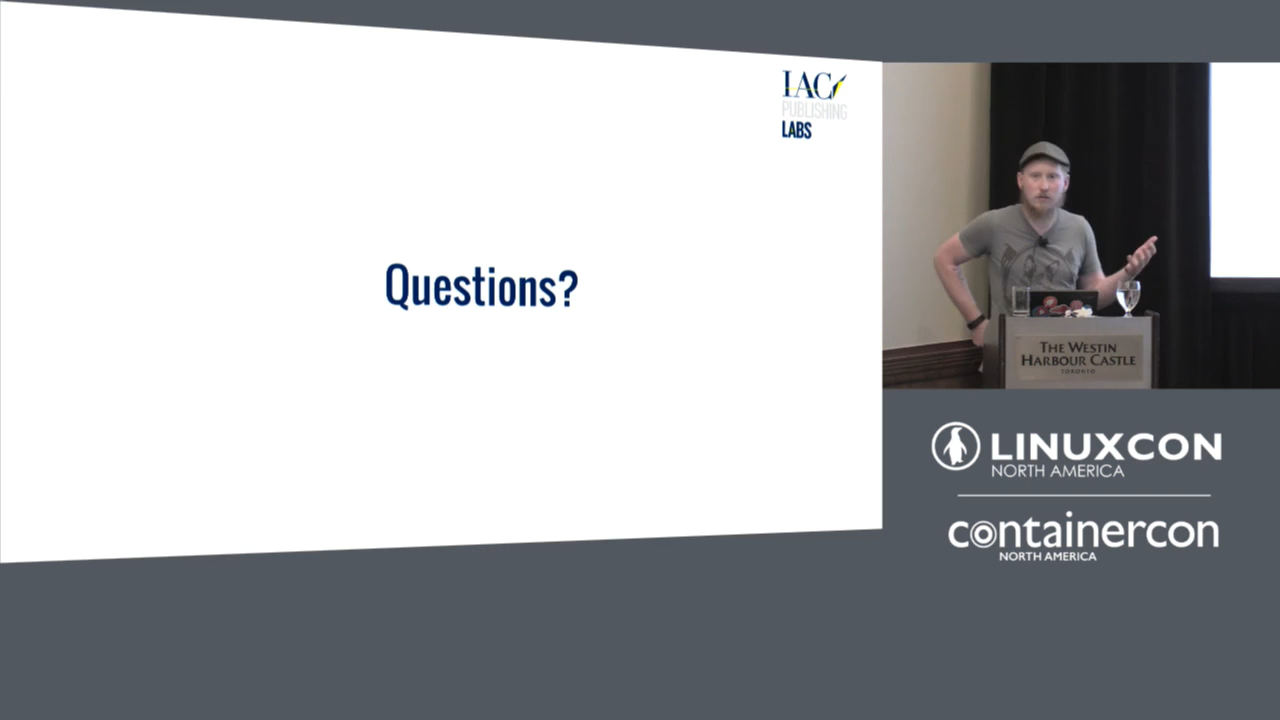 IAC
PUBLISHING
LABS
Questions?
THE WESTIN
HARBOUR CASTLE
TORONTO
LINUXCON
NORTH AMERICA
containercon
NORTH AMERICA